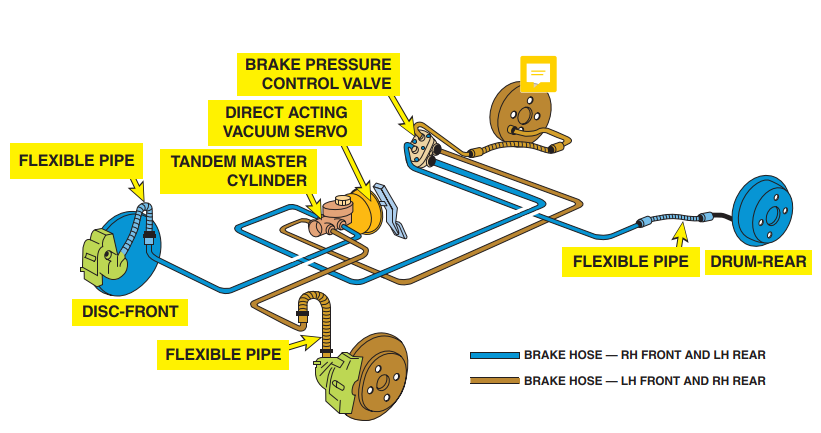 BRAKE PRESSURE
CONTROL VALVE
DIRECT ACTING
VACUUM SERVO
FLEXIBLE PIPE
TANDEM MASTER
CYLINDER
FLEXIBLE PIPE
DRUM-REAR
DISC-FRONT
FLEXIBLE PIPE
BRAKE HOSE — RH FRONT AND LH REAR
BRAKE HOSE — LH FRONT AND RH REAR